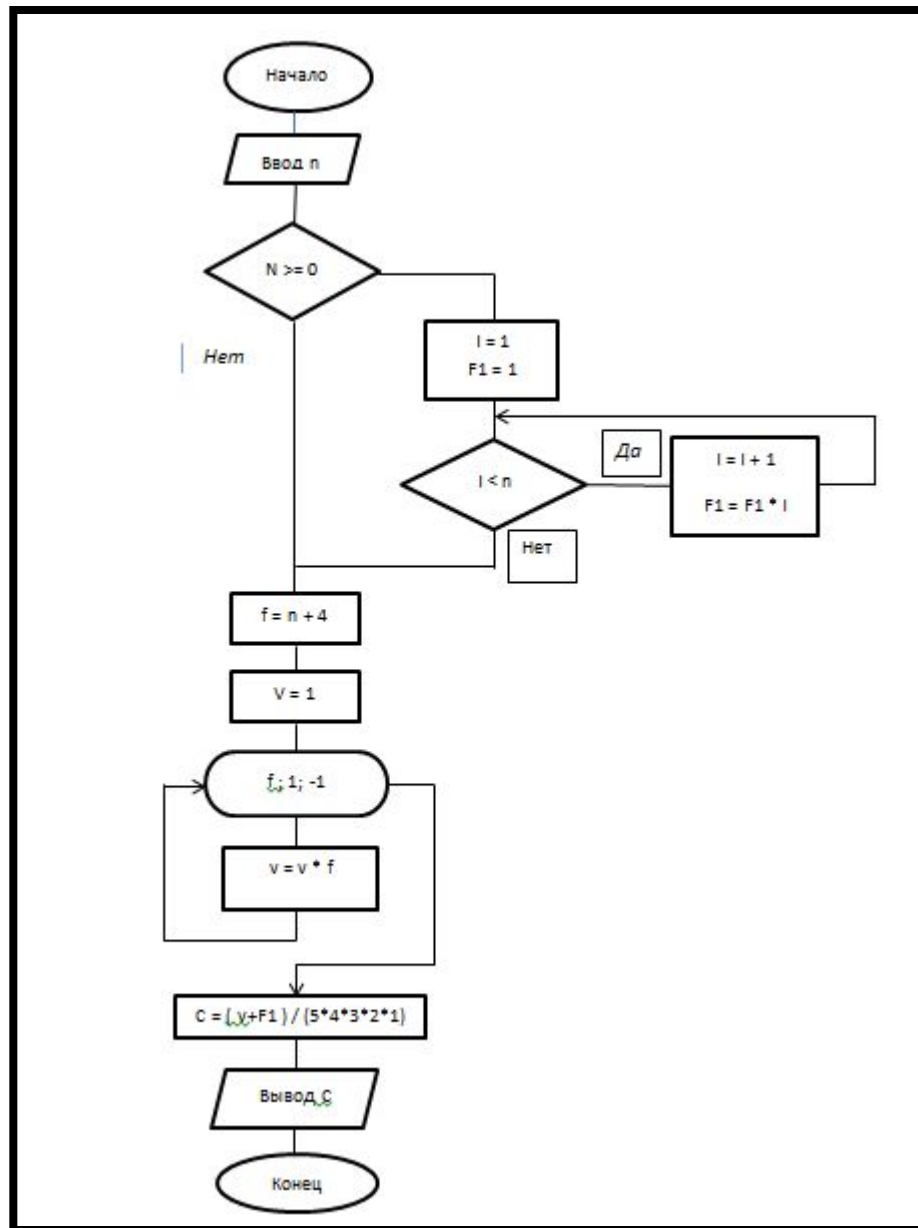 Начало
Ввод n
N >= 0
Нет
I = 1
F1 = 1
I < n
Да
I = I + 1
F1 = F1 * I
Нет
f = n + 4
V = 1
f ; 1; -1
v = v * f
C = ( v+F1 ) / (5*4*3*2*1)
Вывод C
Конец